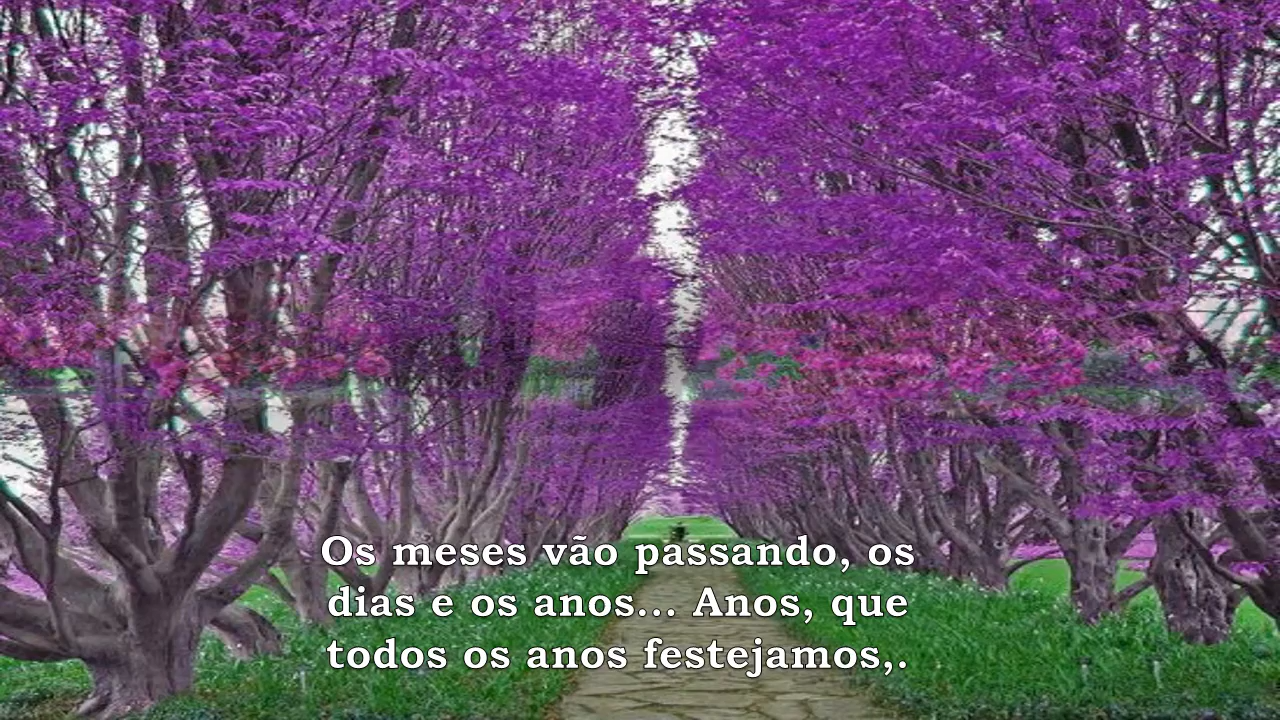 Os meses vão passando, os
dias e os anos... Anos, que
todos os anos festejamos,.